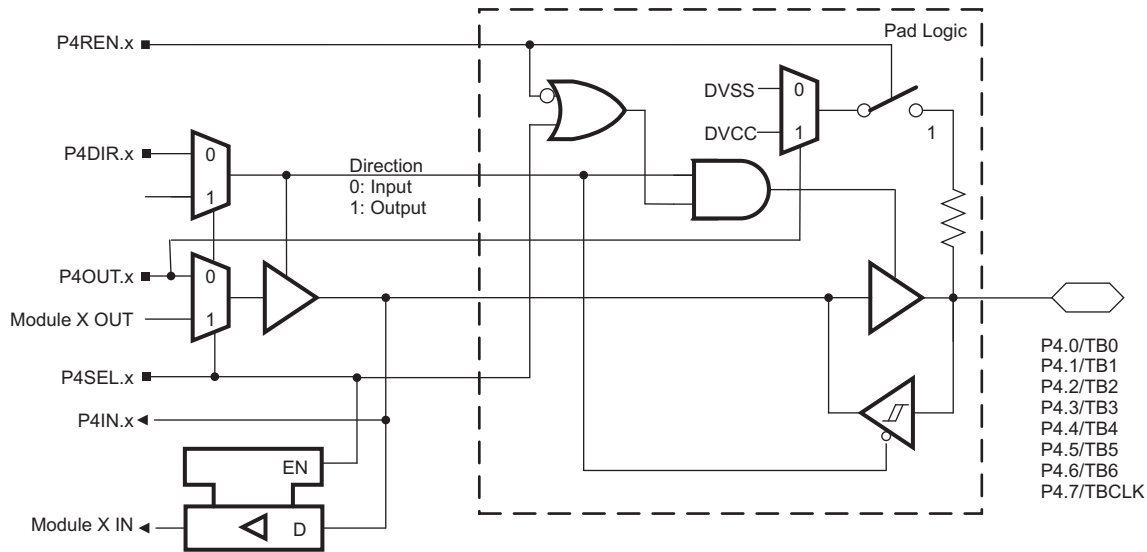 Pad Logic
P4REN.x
DVSS
0
DVCC
1
1
P4DIR.x
0
1
Direction
0: Input
1: Output
P4OUT.x
0
Module X OUT
1
P4SEL.x
P4IN.x
EN
Module X IN
D
P4.0/TB0
P4.1/TB1
P4.2/TB2
P4.3/TB3
P4.4/TB4
P4.5/TB5
P4.6/TB6
P4.7/TBCLK